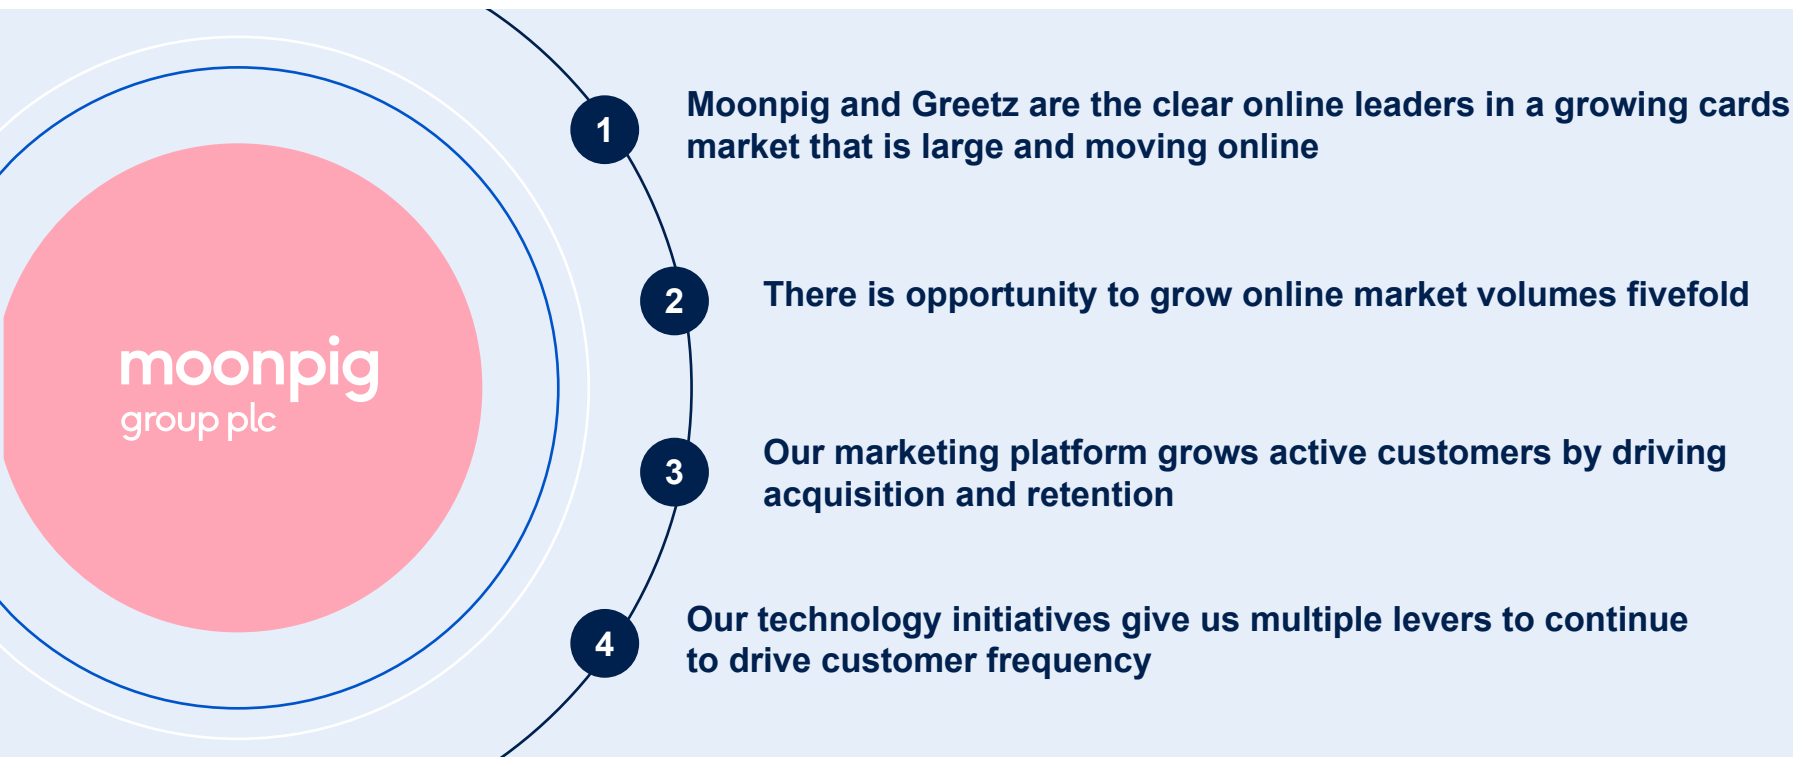 moonpig
group plc
1
Moonpig and Greetz are the clear online leaders in a growing cards
market that is large and moving online
2
There is opportunity to grow online market volumes fivefold
3
Our marketing platform grows active customers by driving
acquisition and retention
4
Our technology initiatives give us multiple levers to continue
to drive customer frequency